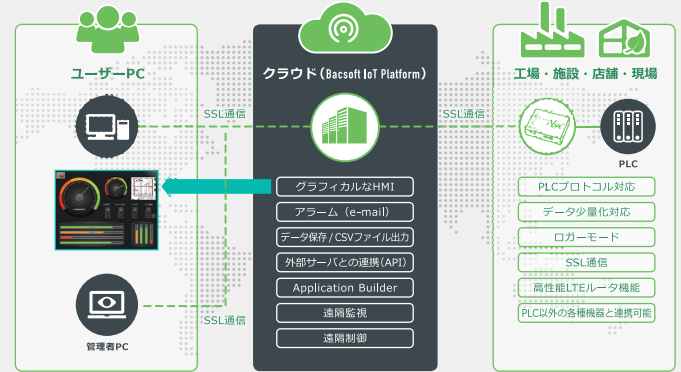 ユーザーPC
SSL通信
管理者PC
SSL通信
クラウド(Bacsoft IoT Platform)
グラフィカルなHMI
アラーム(e-mail)
データ保存/CSVファイル出力
外部サーバとの連携(API)
Application Builder
遠隔監視
遠隔制御
SSL通信
工場・施設・店舗・現場
PLC
PLCプロトコル対応
データ少量化対応
ロガーモード
SSL通信
高性能LTEルータ機能
PLC以外の各種機器と連携可能